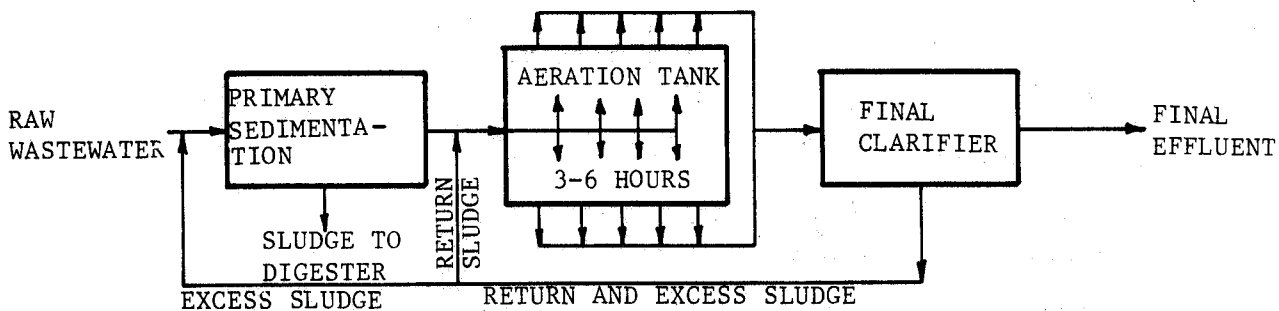 RAW
WASTEWATER
PRIMARY
SEDIMENTA-
TION
SLUDGE TO
DIGESTER
RETURN
SLUDGE
AERATION TANK
3-6 HOURS
FINAL
CLARIFIER
FINAL
EFFLUENT
EXCESS SLUDGE
RETURN AND EXCESS SLUDGE